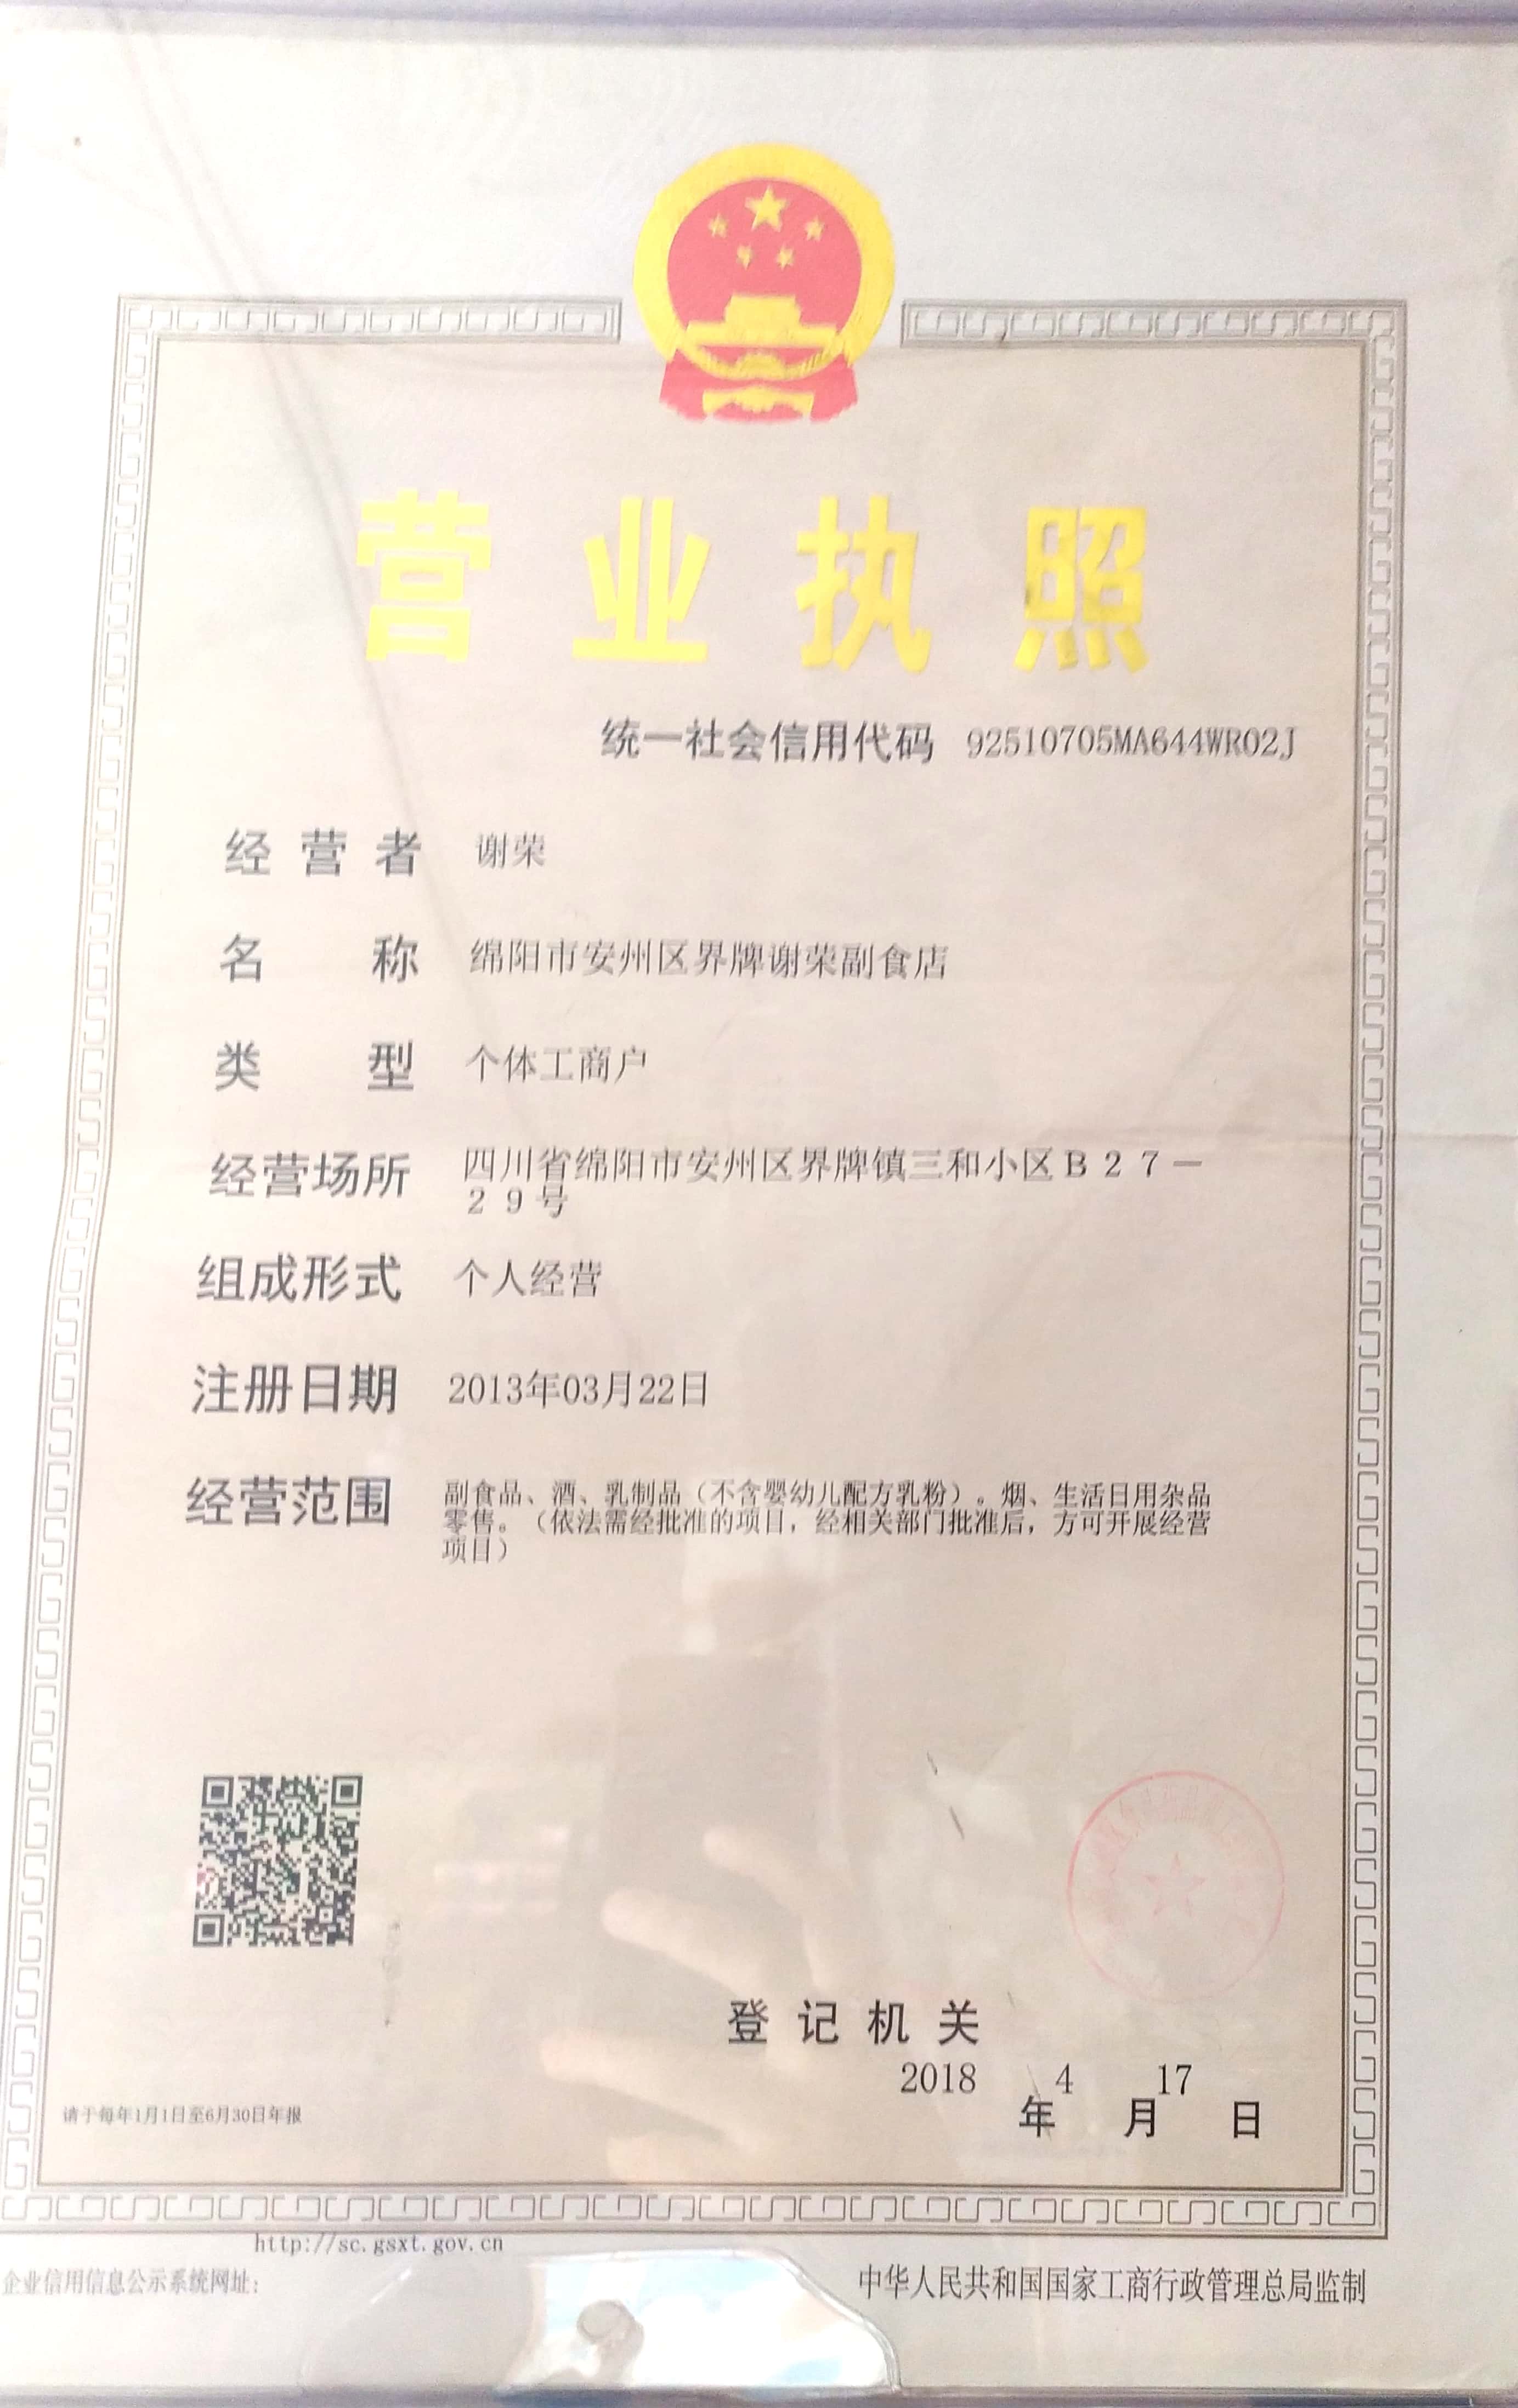 营业执照
统一社会信用代码 92510705MA644WR02J
经营者 谢荣
名称 绵阳市安州区界牌谢荣副食店
类型 个体工商户
经营场所 四川省绵阳市安州区界牌镇三和小区Ｂ２７－
２９号
组成形式 个人经营
注册日期 2013年03月22日
经营范围 副食品、酒、乳制品（不含婴幼儿配方乳粉）。烟、生活日用杂品
零售。（依法需经批准的项目，经相关部门批准后，方可开展经营
项目）
登记机关
2018 4 17
年 月 日
请于每年1月1日至6月30日年报
http://sc.gsxt.gov.cn
企业信用信息公示系统网址：
中华人民共和国国家工商行政管理总局监制